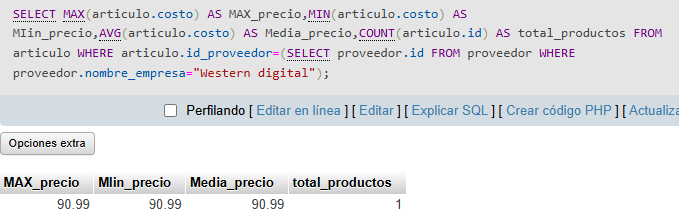 SELECT MAX(articulo.costo) AS MAX_precio,MIN(articulo.costo) AS
MIin_precio,AVG(articulo.costo) AS Media_precio,COUNT(articulo.id) AS total_productos FROM
articulo WHERE articulo.id_proveedor=(SELECT proveedor.id FROM proveedor WHERE
proveedor.nombre_empresa="Western digital");
Perfilando [ Editar en línea ] [ Editar ] [ Explicar SQL ] [ Crear código PHP ] [ Actualiza
Opciones extra
MAX_precio MIin_precio Media_precio total_productos
90.99 90.99 90.99 1